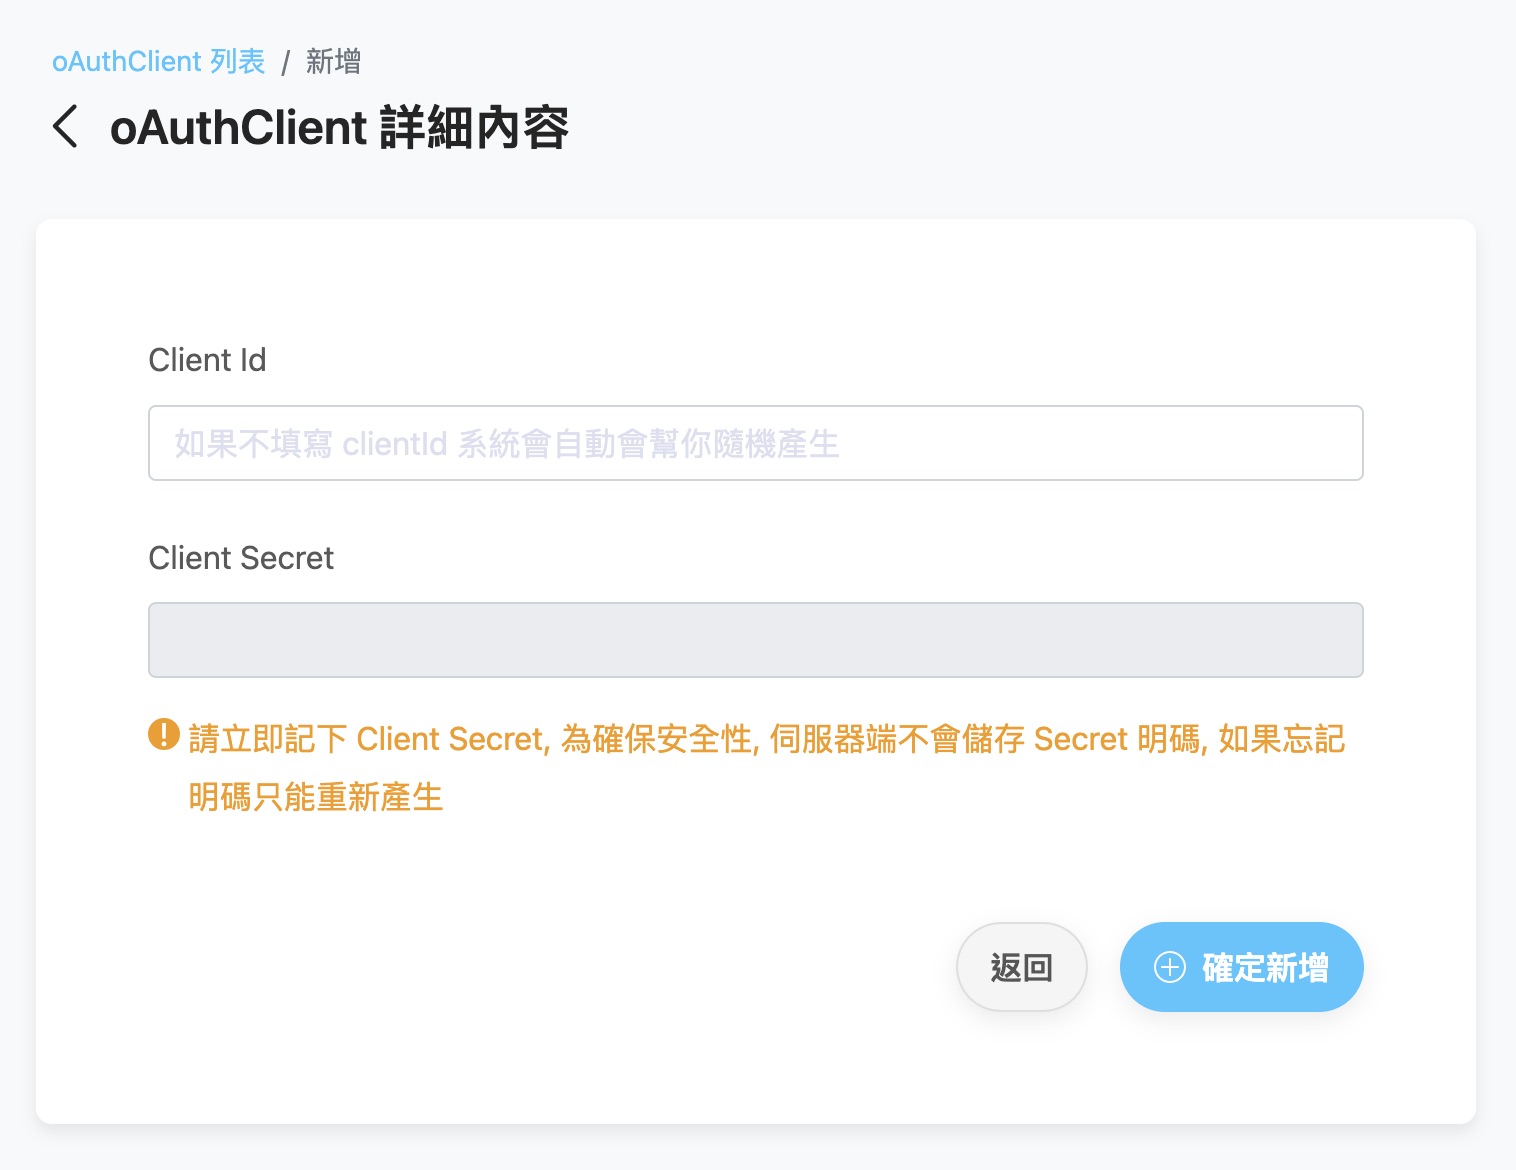 oAuthClient 列表 / 新增
oAuthClient 詳細內容
Client Id
如果不填寫 clientId 系統會自動會幫你隨機產生
Client Secret
請立即記下 Client Secret, 為確保安全性, 伺服器端不會儲存 Secret 明碼, 如果忘記
明碼只能重新產生
返回
確定新增